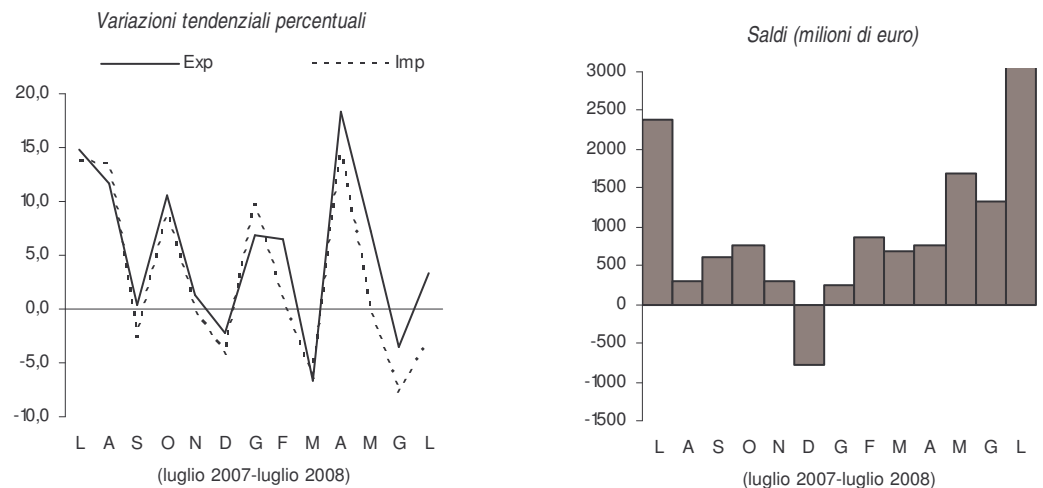 Variazioni tendenziali percentuali
Exp
Imp
20,0
15,0
10,0
5,0
0,0
-5,0
-10,0
L A S O N D G F M A M G L
(luglio 2007-luglio 2008)
Saldi (milioni di euro)
3000
2500
2000
1500
1000
500
0
-500
-1000
-1500
L A S O N D G F M A M G L
(luglio 2007-luglio 2008)